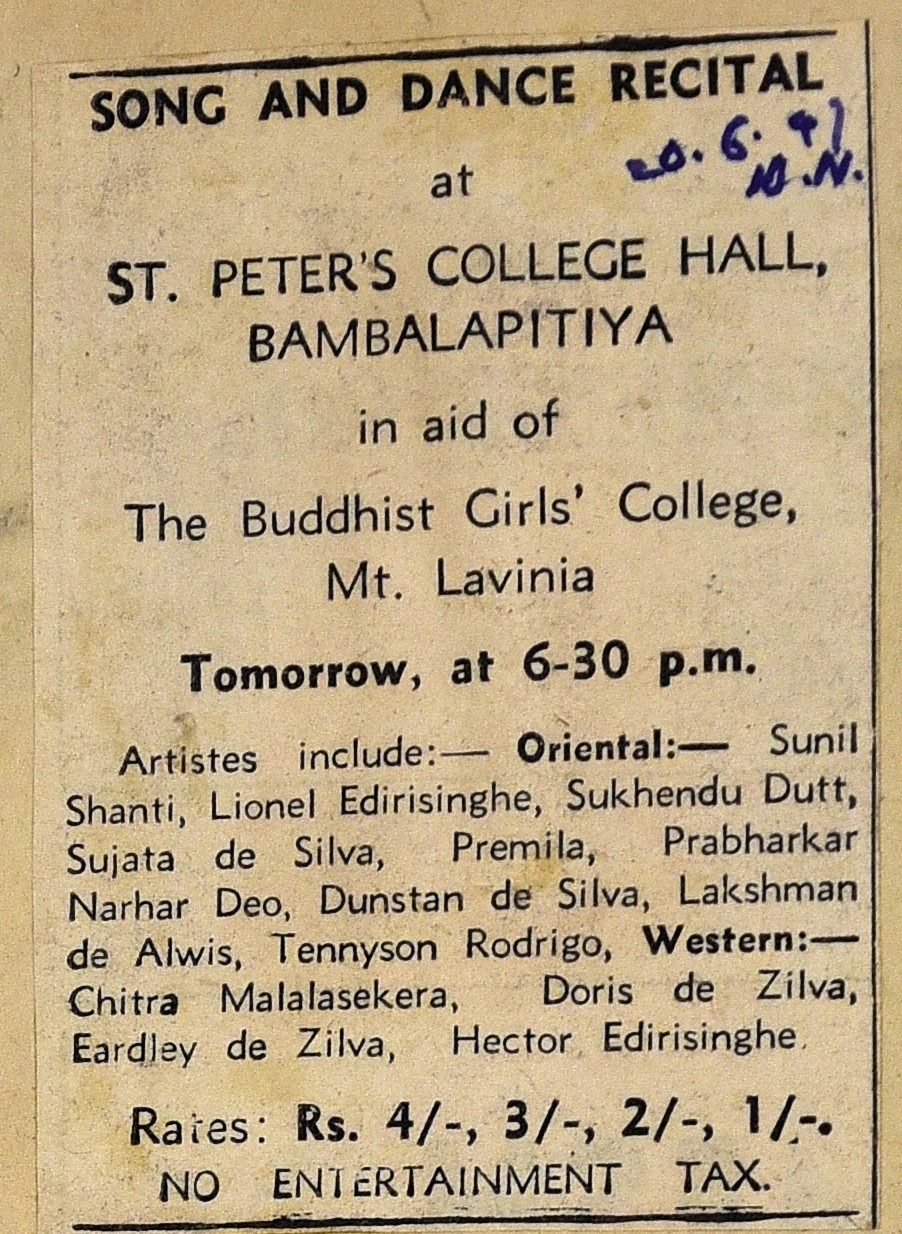 SONG AND DANCE RECITAL
20. 6. 47
D.N.
at
ST. PETER'S COLLEGE HALL,
BAMBALAPITIYA
in aid of
The Buddhist Girls' College,
Mt. Lavinia
Tomorrow, at 6-30 p.m.
Artistes include:— Oriental:— Sunil
Shanti, Lionel Edirisinghe, Sukhendu Dutt,
Sujata de Silva, Premila, Prabharkar
Narhar Deo, Dunstan de Silva, Lakshman
de Alwis, Tennyson Rodrigo, Western:—
Chitra Malalasekera, Doris de Zilva,
Eardley de Zilva, Hector Edirisinghe.
Rates: Rs. 4/-, 3/-, 2/-, 1/-.
NO ENTERTAINMENT TAX.